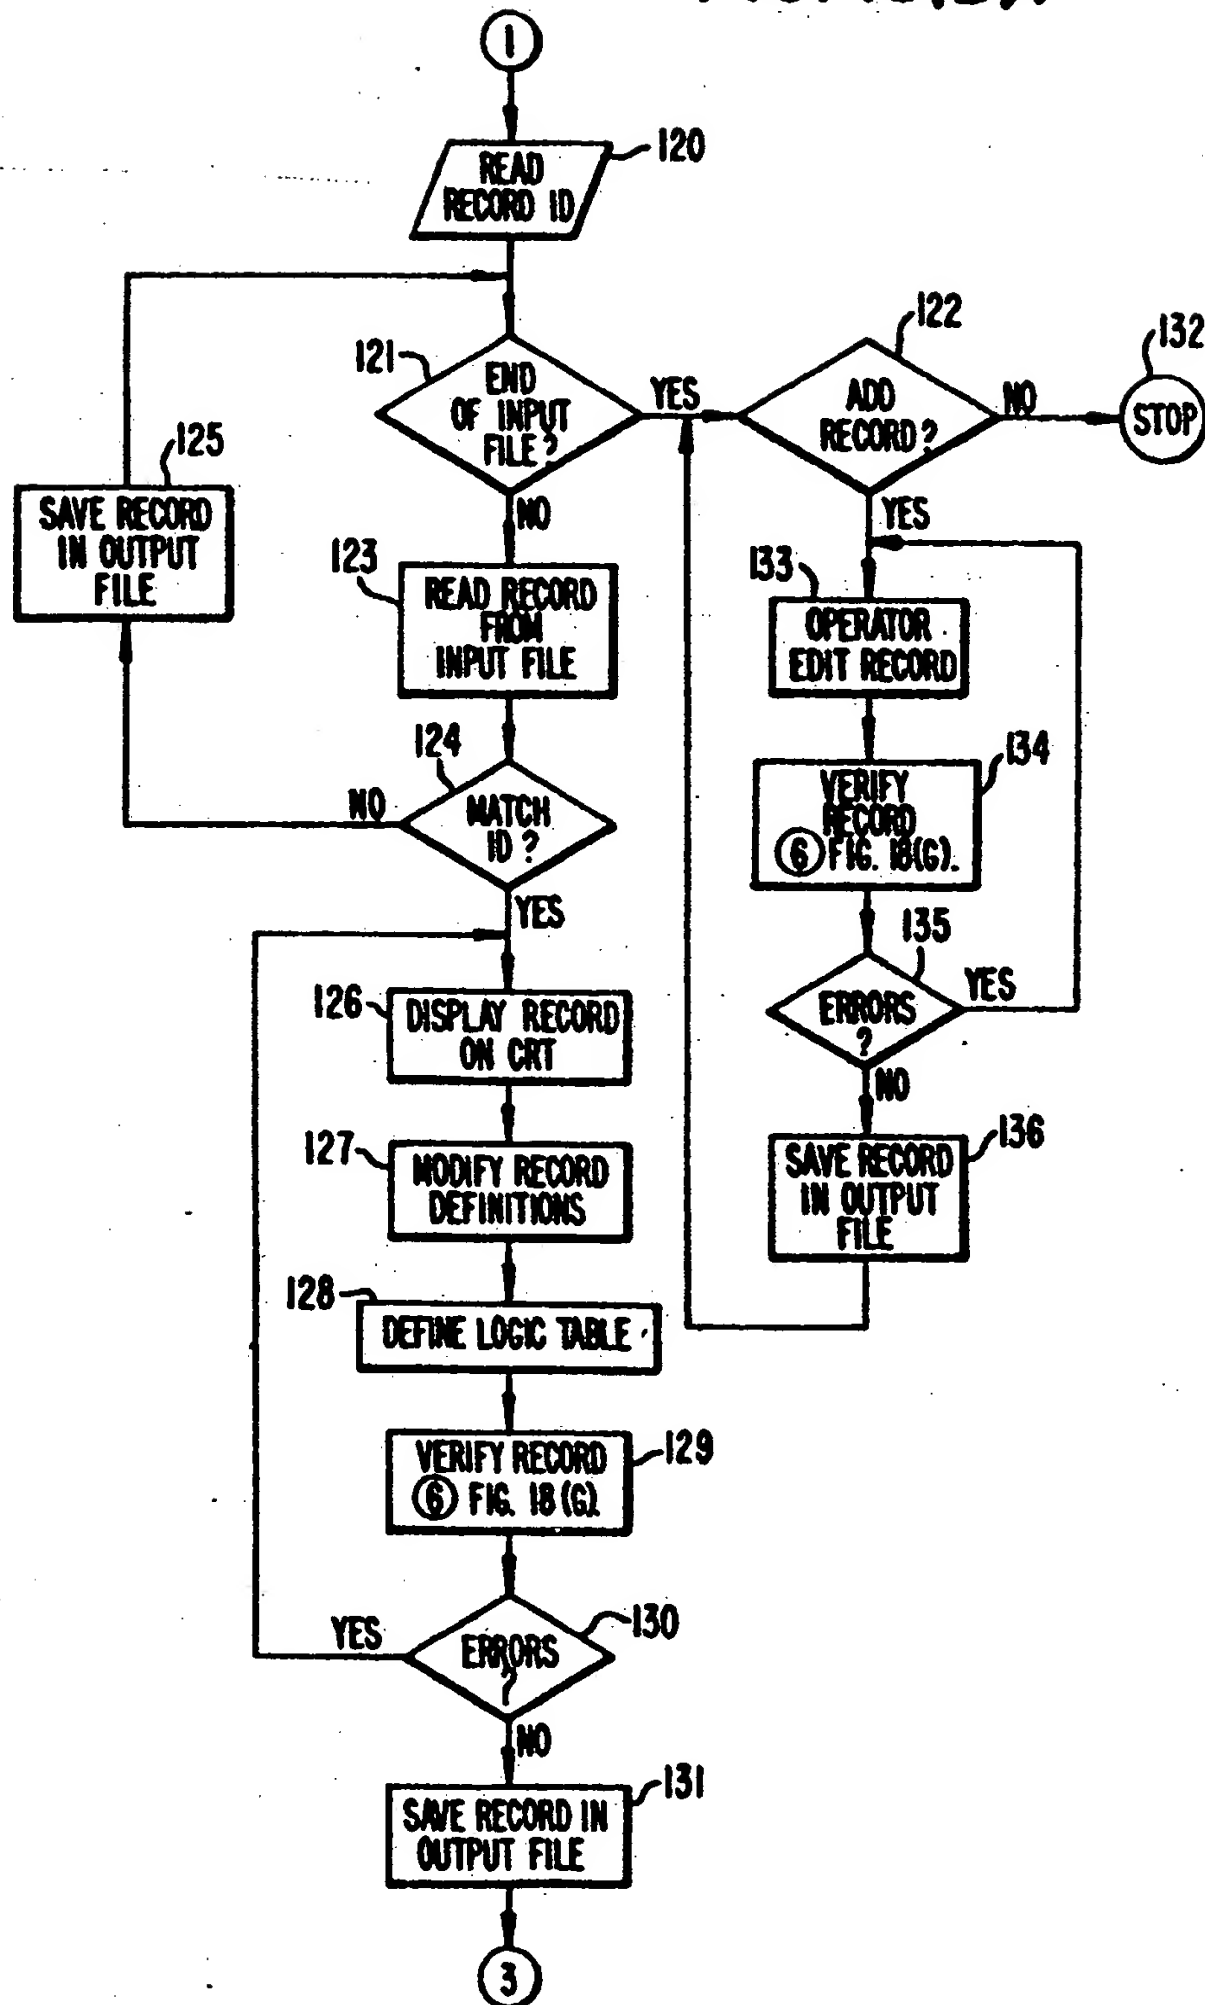 1
120
READ
RECORD ID
121
END
OF INPUT
FILE?
YES
NO
122
ADD
RECORD?
NO
YES
132
STOP
125
SAVE RECORD
IN OUTPUT
FILE
123
READ RECORD
FROM
INPUT FILE
124
MATCH
ID?
NO
YES
133
OPERATOR
EDIT RECORD
134
VERIFY
RECORD
6 FIG. 18(G).
135
ERRORS
?
YES
NO
136
SAVE RECORD
IN OUTPUT
FILE
126
DISPLAY RECORD
ON CRT
127
MODIFY RECORD
DEFINITIONS
128
DEFINE LOGIC TABLE
129
VERIFY RECORD
6 FIG. 18(G).
130
ERRORS
?
YES
NO
131
SAVE RECORD IN
OUTPUT FILE
3